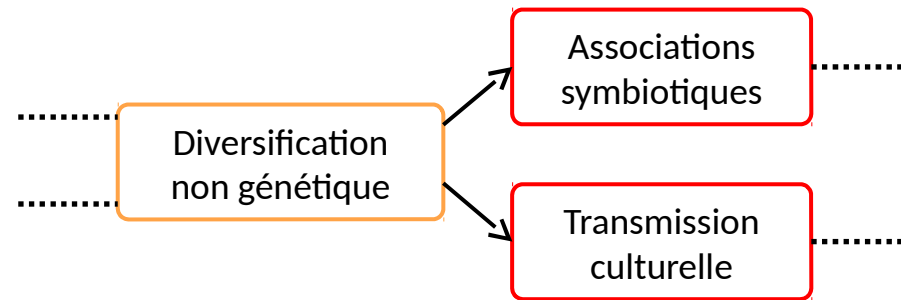 Associations
symbiotiques
Diversification
non génétique
Transmission
culturelle